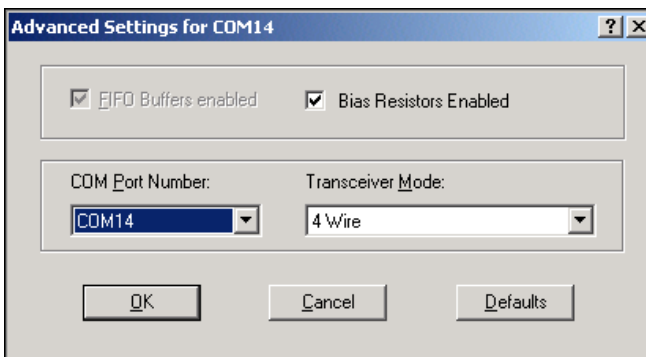 Advanced Settings for COM14
FIFO Buffers enabled
Bias Resistors Enabled
COM Port Number:
Transceiver Mode:
COM14
4 Wire
OK
Cancel
Defaults